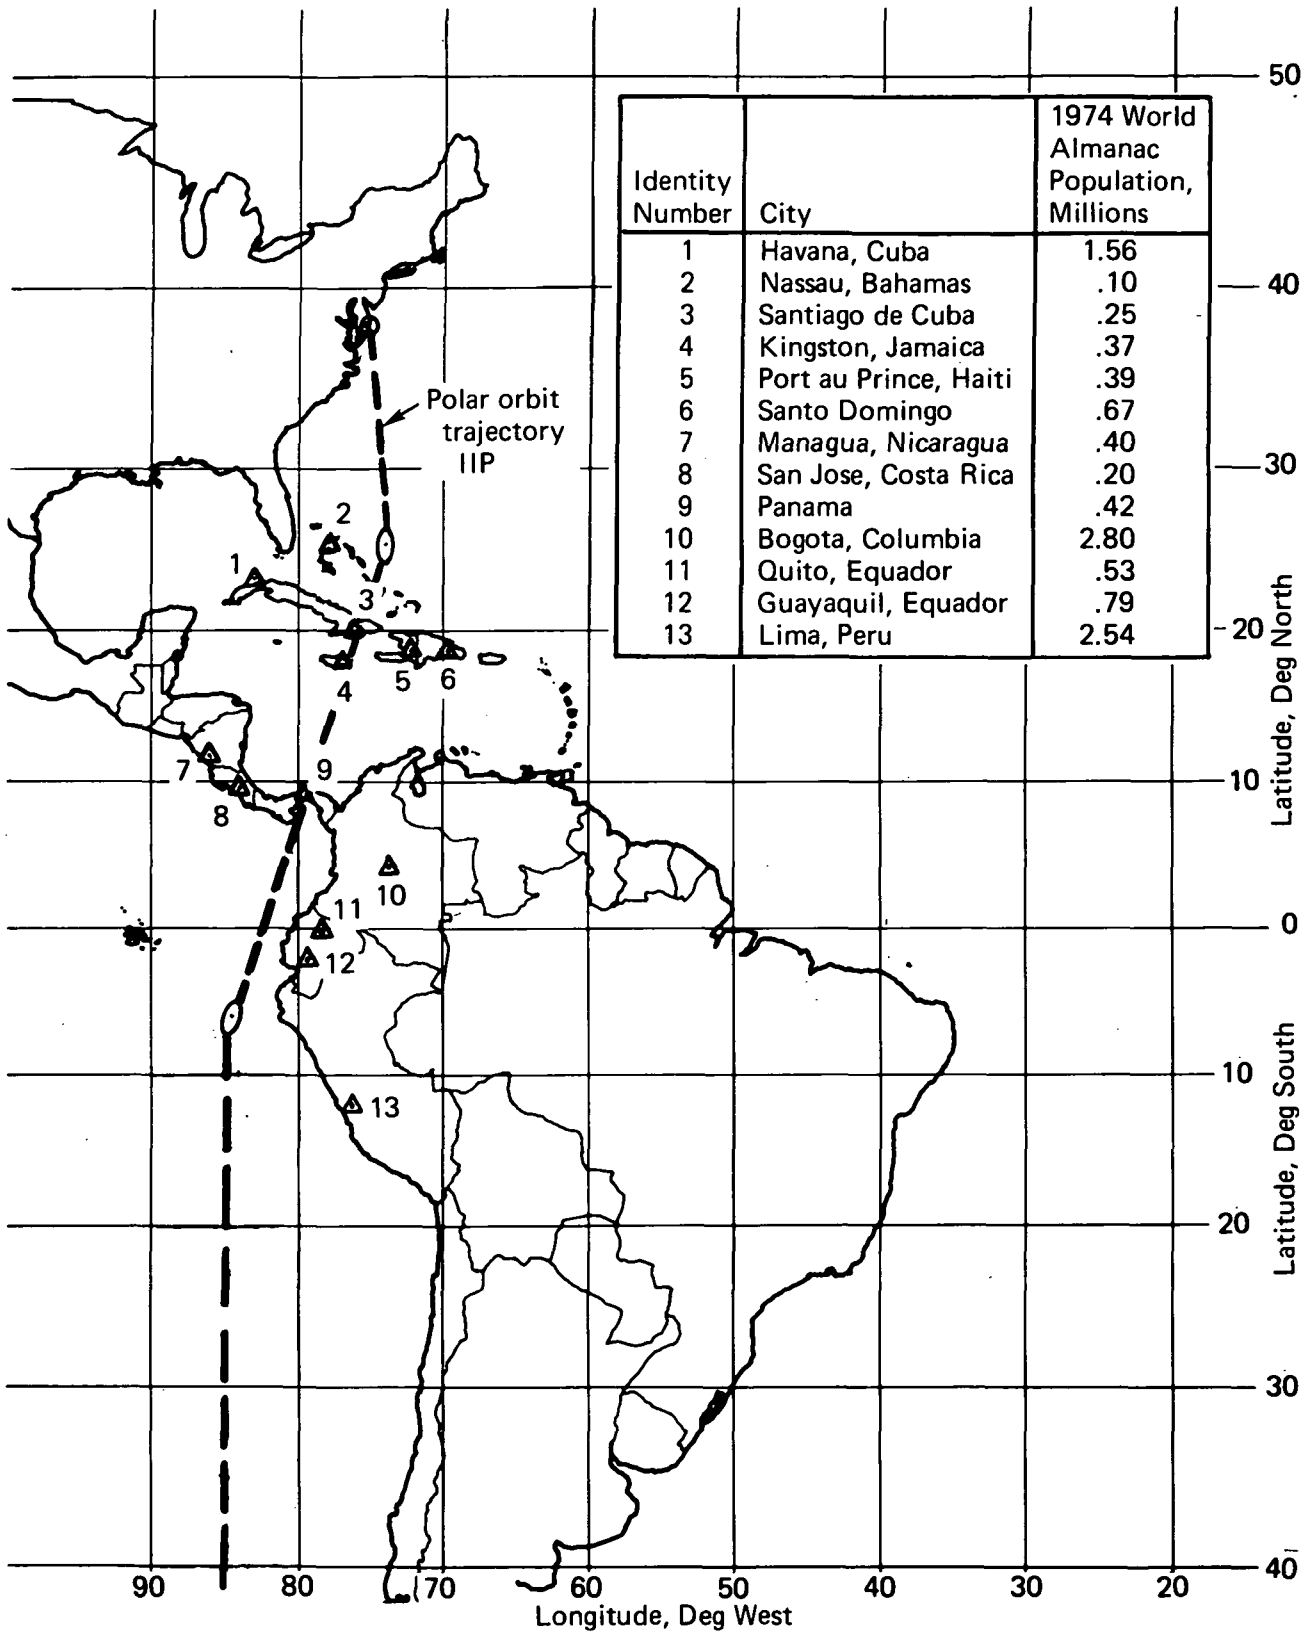 50
1974 World
Almanac
Population,
Millions
Identity
Number
City
1 Havana, Cuba 1.56
2 Nassau, Bahamas .10
3 Santiago de Cuba .25
4 Kingston, Jamaica .37
5 Port au Prince, Haiti .39
6 Santo Domingo .67
7 Managua, Nicaragua .40
8 San Jose, Costa Rica .20
9 Panama .42
10 Bogota, Columbia 2.80
11 Quito, Equador .53
12 Guayaquil, Equador .79
13 Lima, Peru 2.54
40
Polar orbit
trajectory
IIP
30
2
1
3
20
4
5
6
7
9
8
10
Latitude, Deg North
10
11
0
12
13
10
Latitude, Deg South
20
30
40
90 80 70 60 50 40 30 20
Longitude, Deg West